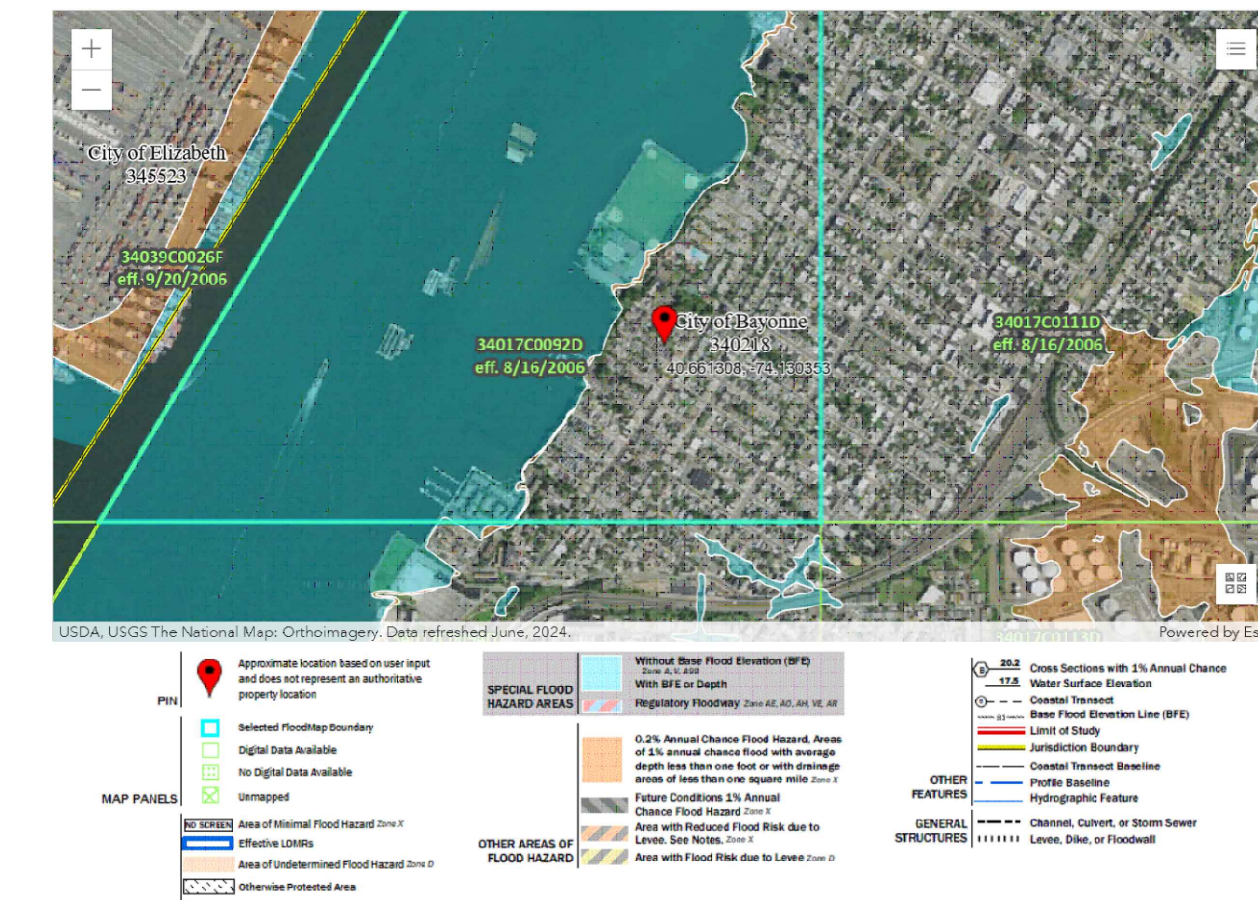 City of Elizabeth
345523
34039C0026F
eff. 9/20/2006
34017C0092D
eff. 8/16/2006
City of Bayonne
340218
40.661308, -74.130353
34017C0111D
eff. 8/16/2006
34017C0113D
USDA, USGS The National Map: Orthoimagery. Data refreshed June, 2024.
Powered by Es
PIN
Approximate location based on user input
and does not represent an authoritative
property location
MAP PANELS
Selected FloodMap Boundary
Digital Data Available
No Digital Data Available
Unmapped
NO SCREEN Area of Minimal Flood Hazard Zone X
Effective LOMRs
Area of Undetermined Flood Hazard Zone D
Otherwise Protected Area
SPECIAL FLOOD
HAZARD AREAS
Without Base Flood Elevation (BFE)
Zone A, V, A99
With BFE or Depth
Regulatory Floodway Zone AE, AO, AH, VE, AR
OTHER AREAS OF
FLOOD HAZARD
0.2% Annual Chance Flood Hazard, Areas
of 1% annual chance flood with average
depth less than one foot or with drainage
areas of less than one square mile Zone X
Future Conditions 1% Annual
Chance Flood Hazard Zone X
Area with Reduced Flood Risk due to
Levee. See Notes. Zone X
Area with Flood Risk due to Levee Zone D
OTHER
FEATURES
B 20.2 Cross Sections with 1% Annual Chance
17.5 Water Surface Elevation
Coastal Transect
Base Flood Elevation Line (BFE)
Limit of Study
Jurisdiction Boundary
Coastal Transect Baseline
Profile Baseline
Hydrographic Feature
GENERAL
STRUCTURES
Channel, Culvert, or Storm Sewer
Levee, Dike, or Floodwall